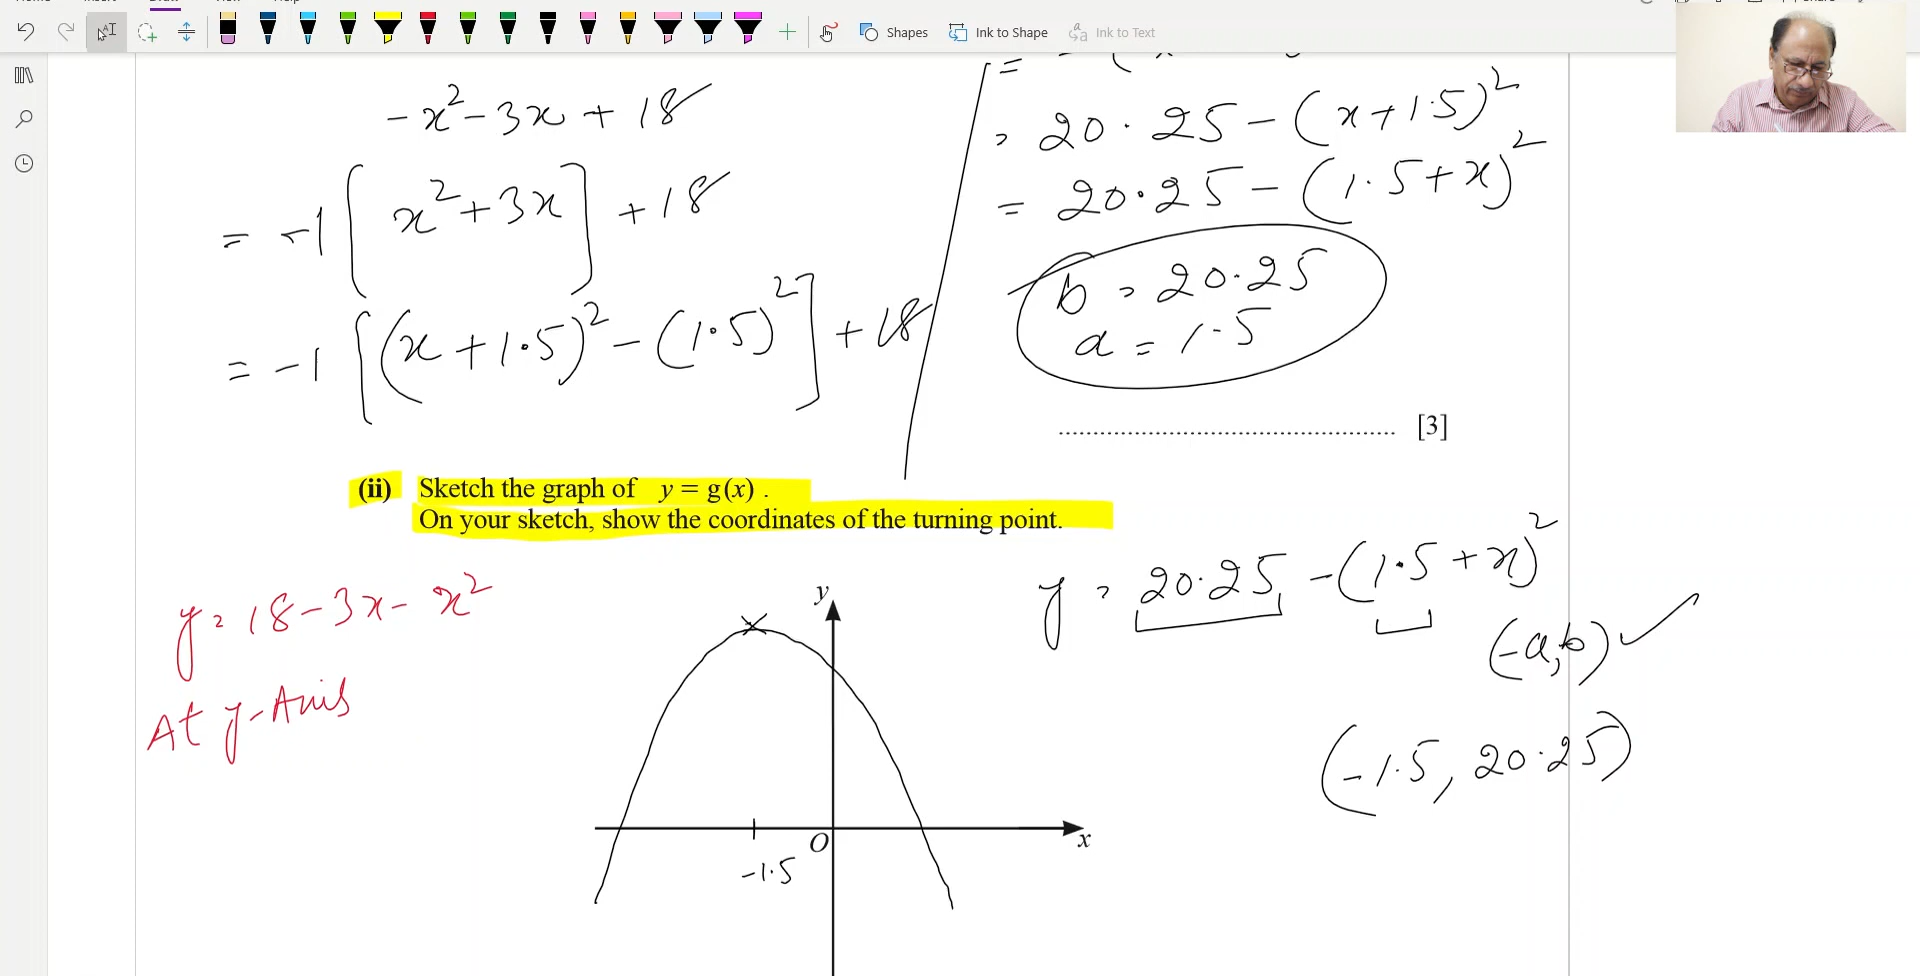 Shapes
Ink to Shape
Ink to Text
-x²-3x+18
= -1[x²+3x]+18
= -1[(x+1.5)²-(1.5)²]+18
= 20.25-(x+1.5)²
= 20.25-(1.5+x)²
b = 20.25
a = 1.5
........................................ [3]
(ii) Sketch the graph of y = g(x) .
On your sketch, show the coordinates of the turning point.
y = 18-3x-x²
At y-Axis
y
x
O
-1.5
y = 20.25-(1.5+x)²
(-a,b)
(-1.5, 20.25)